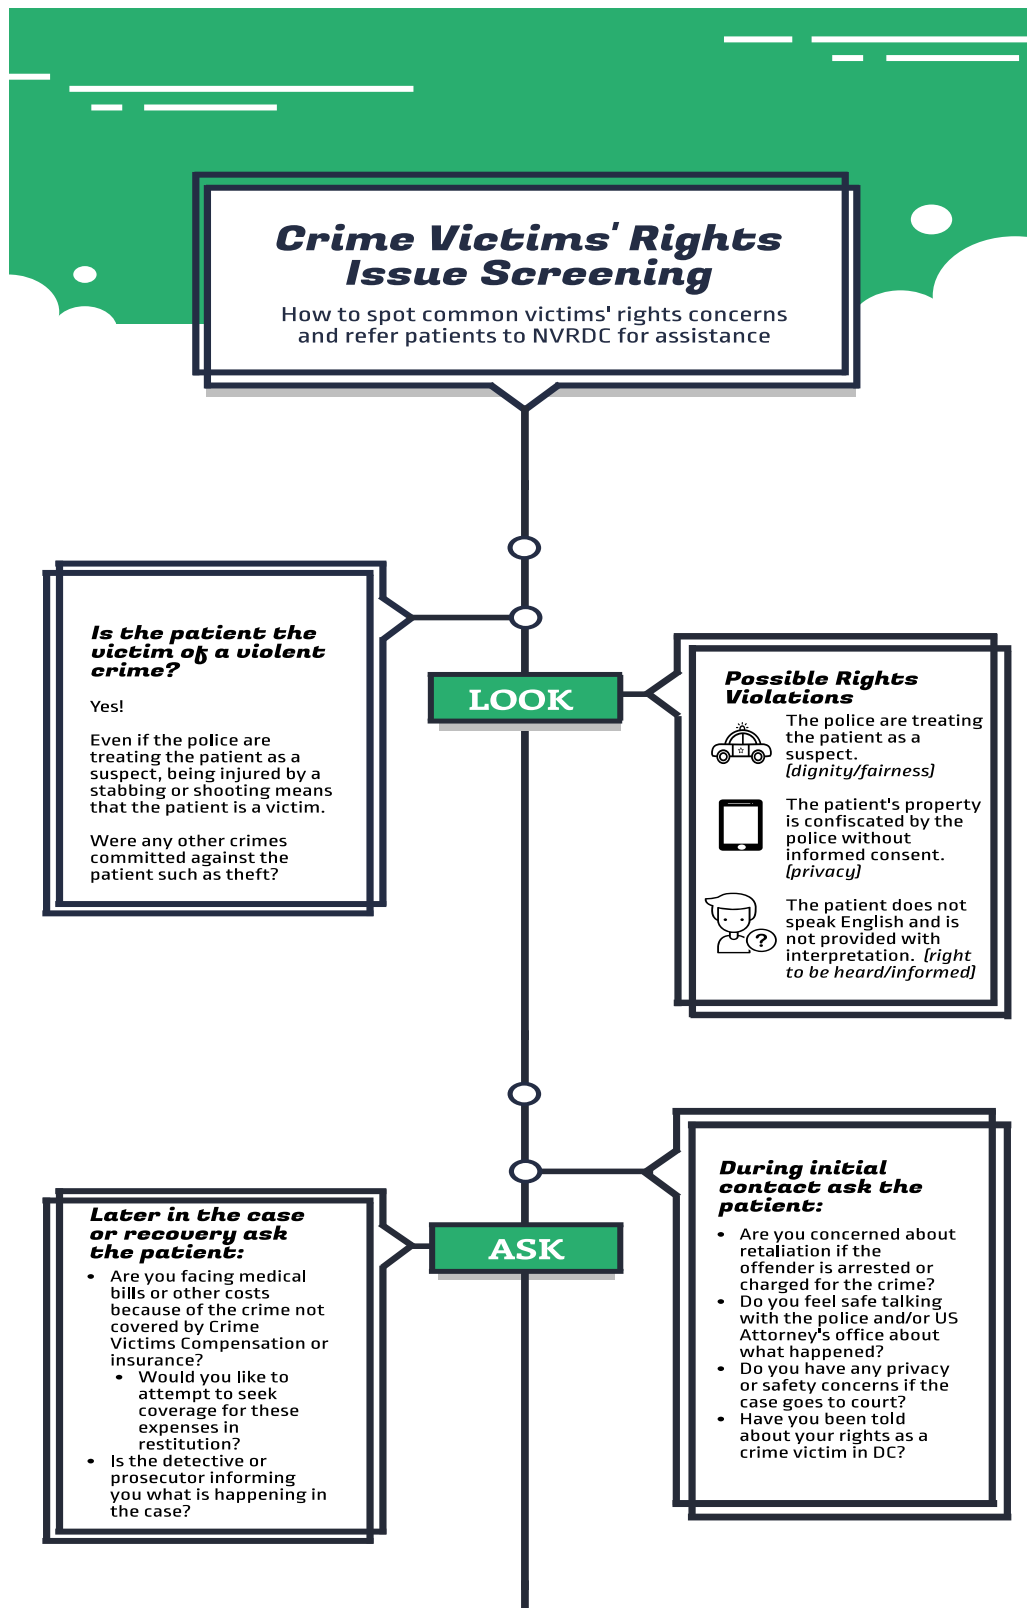 Crime Victims' Rights
Issue Screening
How to spot common victims' rights concerns
and refer patients to NVRDC for assistance
Is the patient the
victim of a violent
crime?
Yes!
Even if the police are
treating the patient as a
suspect, being injured by a
stabbing or shooting means
that the patient is a victim.
Were any other crimes
committed against the
patient such as theft?
LOOK
Possible Rights
Violations
The police are treating
the patient as a
suspect.
(dignity/fairness)
The patient's property
is confiscated by the
police without
informed consent.
(privacy)
The patient does not
speak English and is
not provided with
interpretation. (right
to be heard/informed)
?
During initial
contact ask the
patient:
• Are you concerned about
retaliation if the
offender is arrested or
charged for the crime?
• Do you feel safe talking
with the police and/or US
Attorney's office about
what happened?
• Do you have any privacy
or safety concerns if the
case goes to court?
• Have you been told
about your rights as a
crime victim in DC?
ASK
Later in the case
or recovery ask
the patient:
• Are you facing medical
bills or other costs
because of the crime not
covered by Crime
Victims Compensation or
insurance?
• Would you like to
attempt to seek
coverage for these
expenses in
restitution?
• Is the detective or
prosecutor informing
you what is happening in
the case?